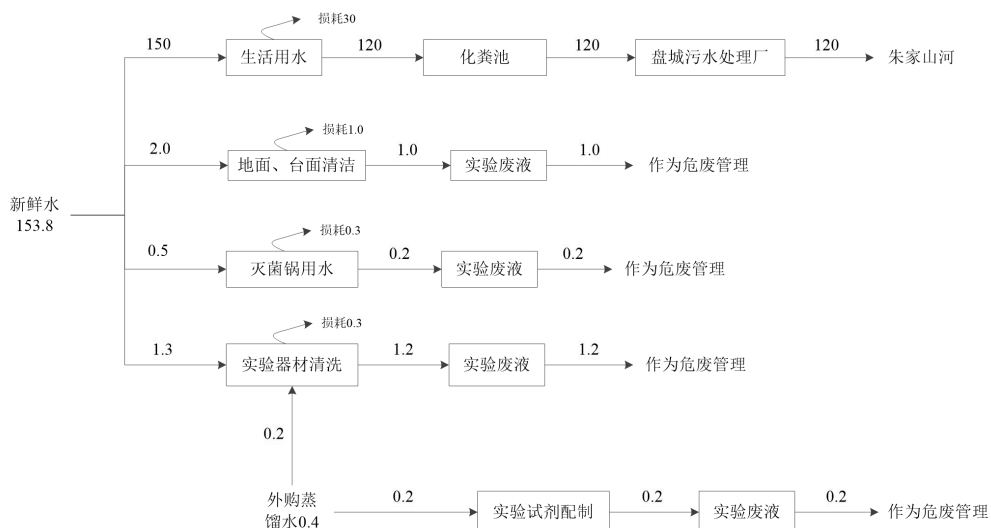 损耗30
150
生活用水
120
化粪池
120
盘城污水处理厂
120
朱家山河
损耗1.0
2.0
地面、台面清洁
1.0
实验废液
1.0
作为危废管理
新鲜水
153.8
损耗0.3
0.5
灭菌锅用水
0.2
实验废液
0.2
作为危废管理
损耗0.3
1.3
实验器材清洗
1.2
实验废液
1.2
作为危废管理
0.2
外购蒸
馏水0.4
0.2
实验试剂配制
0.2
实验废液
0.2
作为危废管理